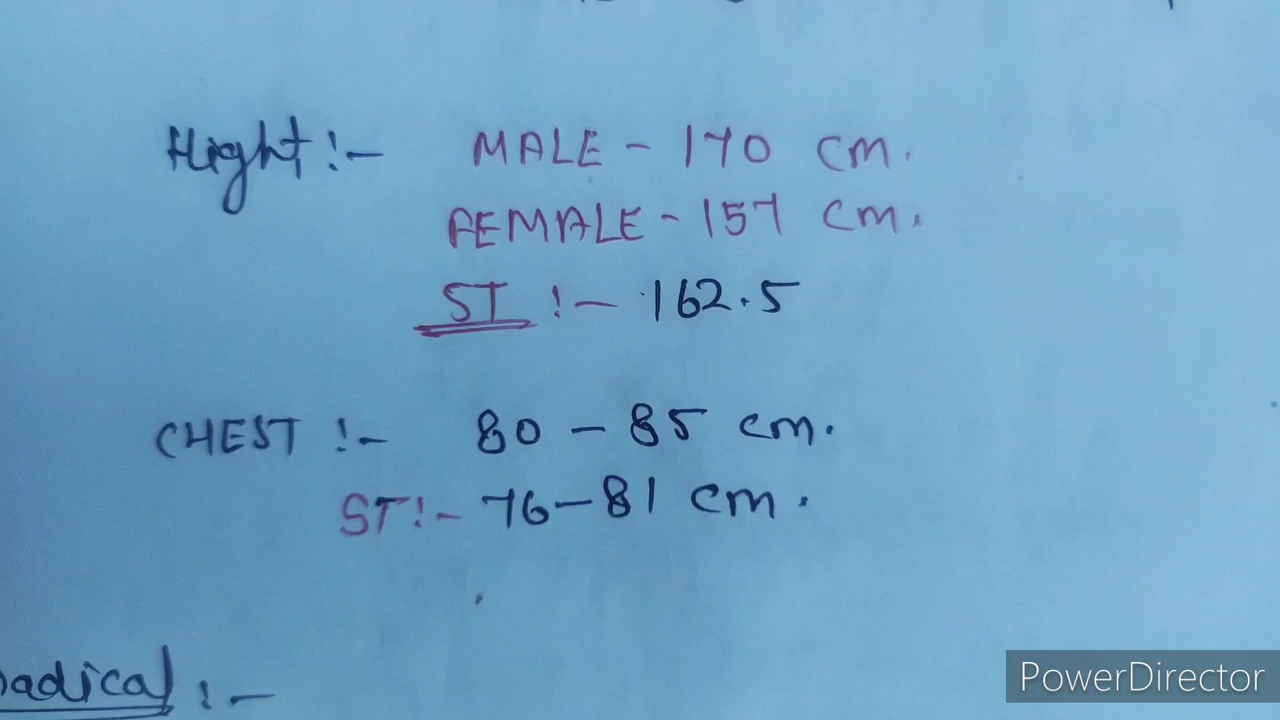 Hight :- MALE - 170 cm.
FEMALE - 157 cm.
ST :- 162.5
CHEST :- 80 - 85 cm.
ST :- 76 - 81 cm.
adical :-
PowerDirector